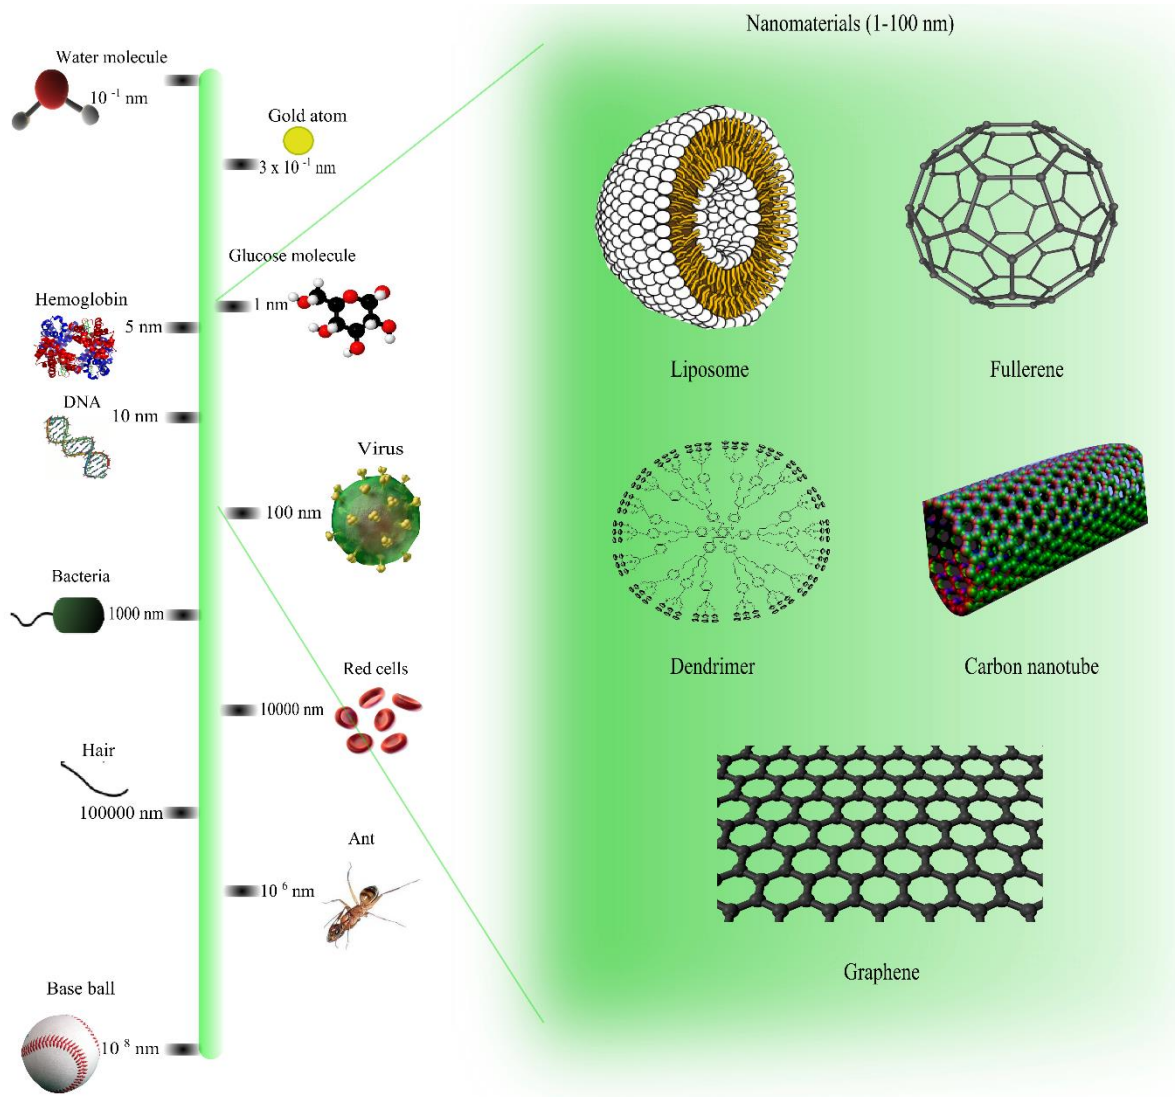 Nanomaterials (1-100 nm)
Water molecule
10 ⁻¹ nm
Gold atom
3 x 10 ⁻¹ nm
Glucose molecule
1 nm
Hemoglobin
5 nm
DNA
10 nm
Virus
100 nm
Bacteria
1000 nm
Red cells
10000 nm
Hair
100000 nm
Ant
10 ⁶ nm
Base ball
10 ⁸ nm
Liposome
Fullerene
Dendrimer
Carbon nanotube
Graphene